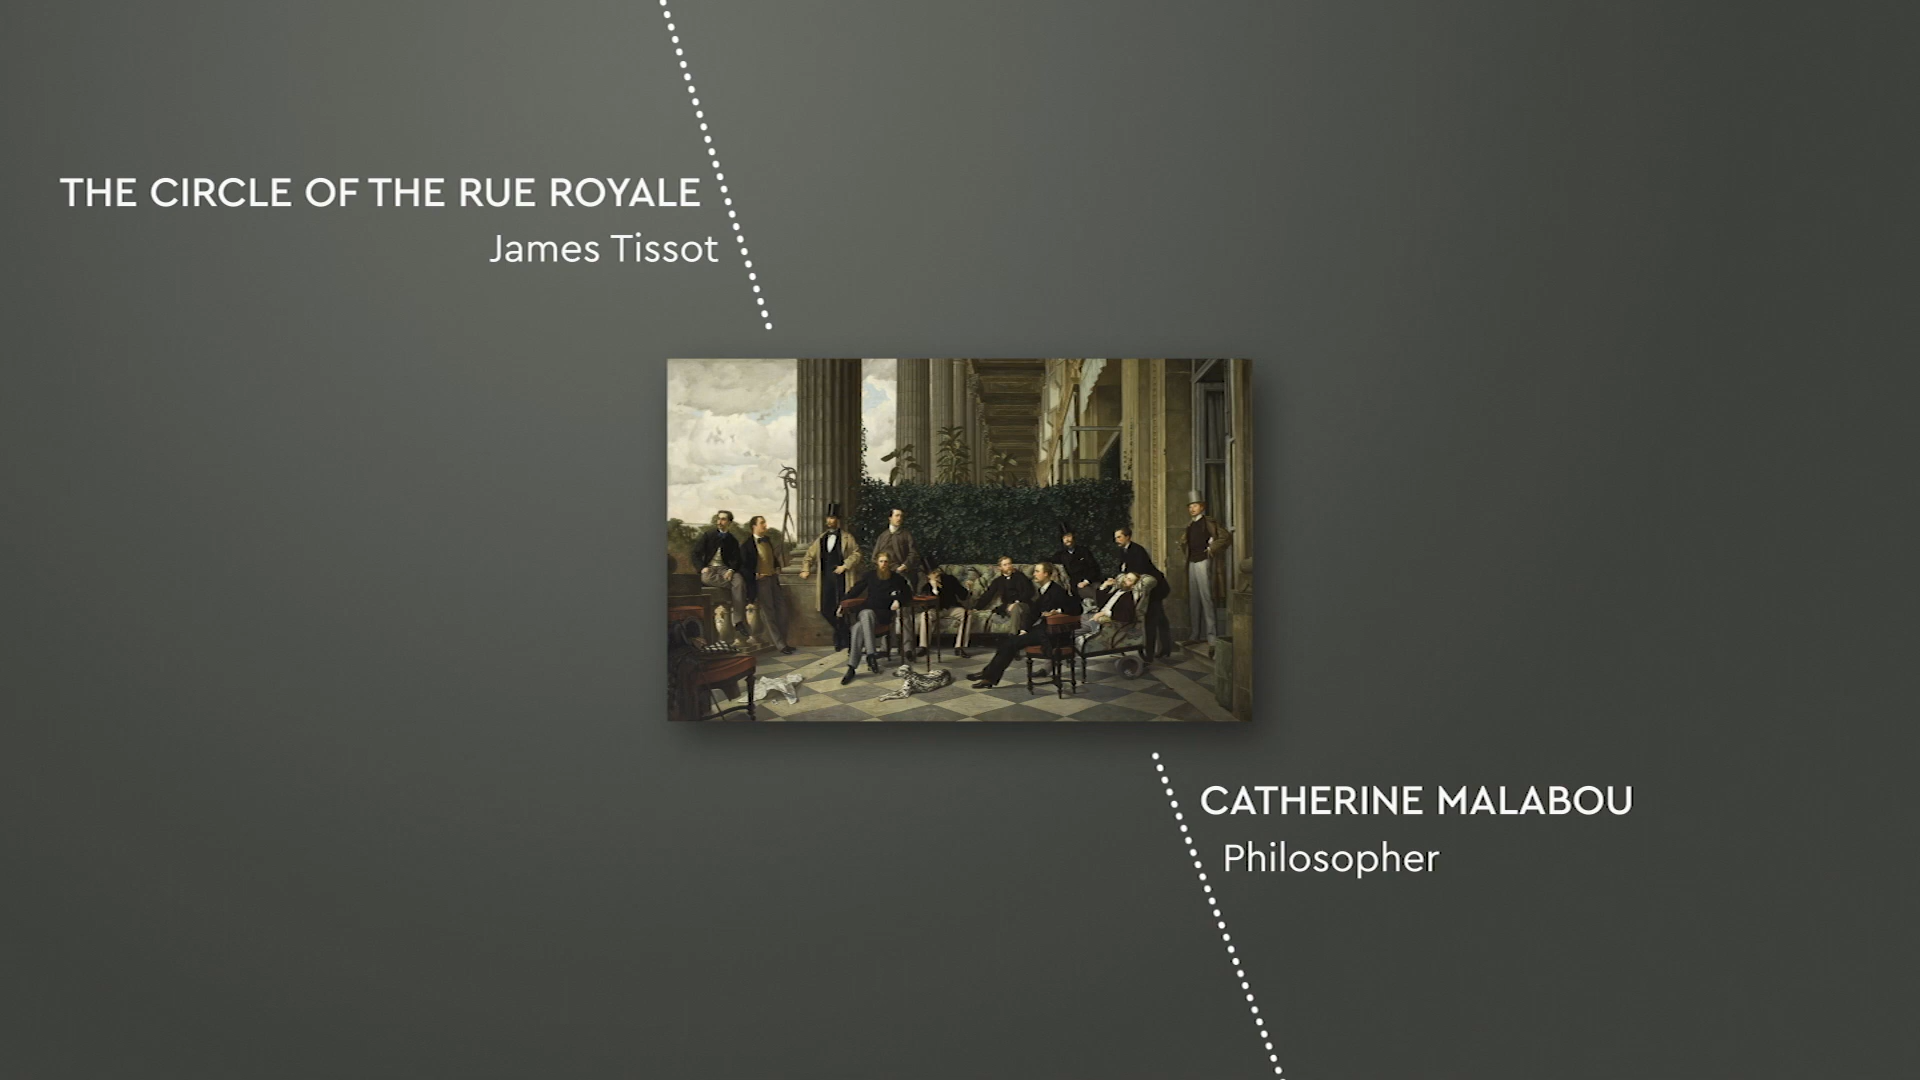 THE CIRCLE OF THE RUE ROYALE
James Tissot
CATHERINE MALABOU
Philosopher